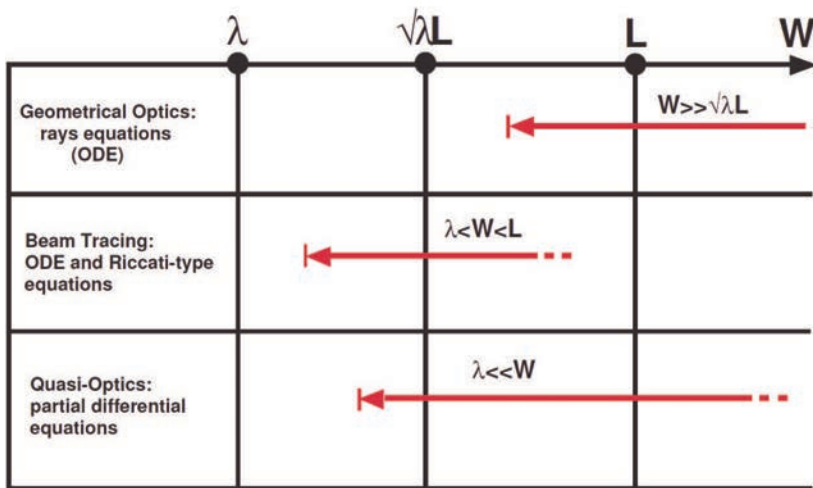 λ √λL L W
Geometrical Optics:
rays equations
(ODE)
W>>√λL
Beam Tracing:
ODE and Riccati-type
equations
λ<W<L
Quasi-Optics:
partial differential
equations
λ<<W